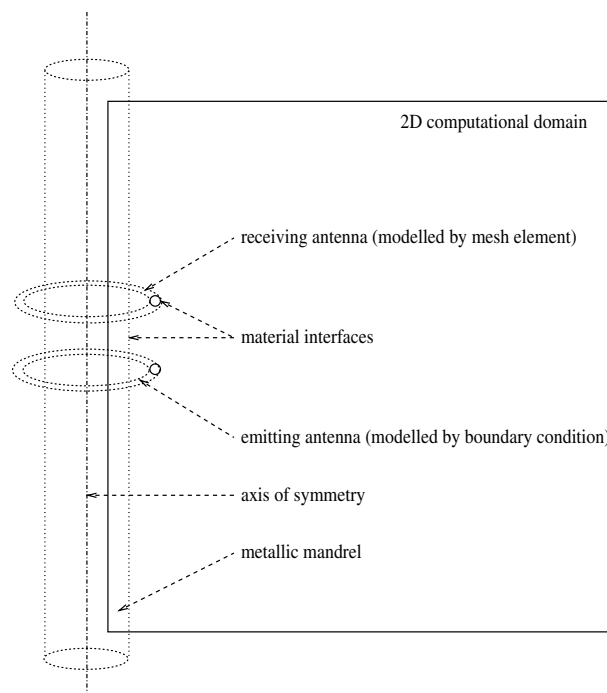 2D computational domain
receiving antenna (modelled by mesh element)
material interfaces
emitting antenna (modelled by boundary condition)
axis of symmetry
metallic mandrel